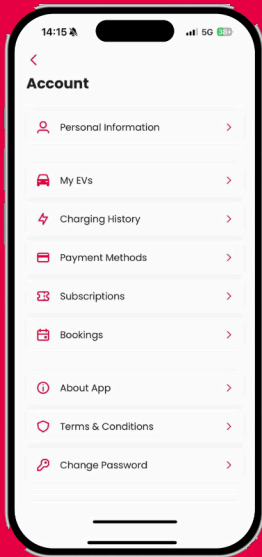 14:15
5G
38
Account
Personal Information
My EVs
Charging History
Payment Methods
Subscriptions
Bookings
About App
Terms & Conditions
Change Password